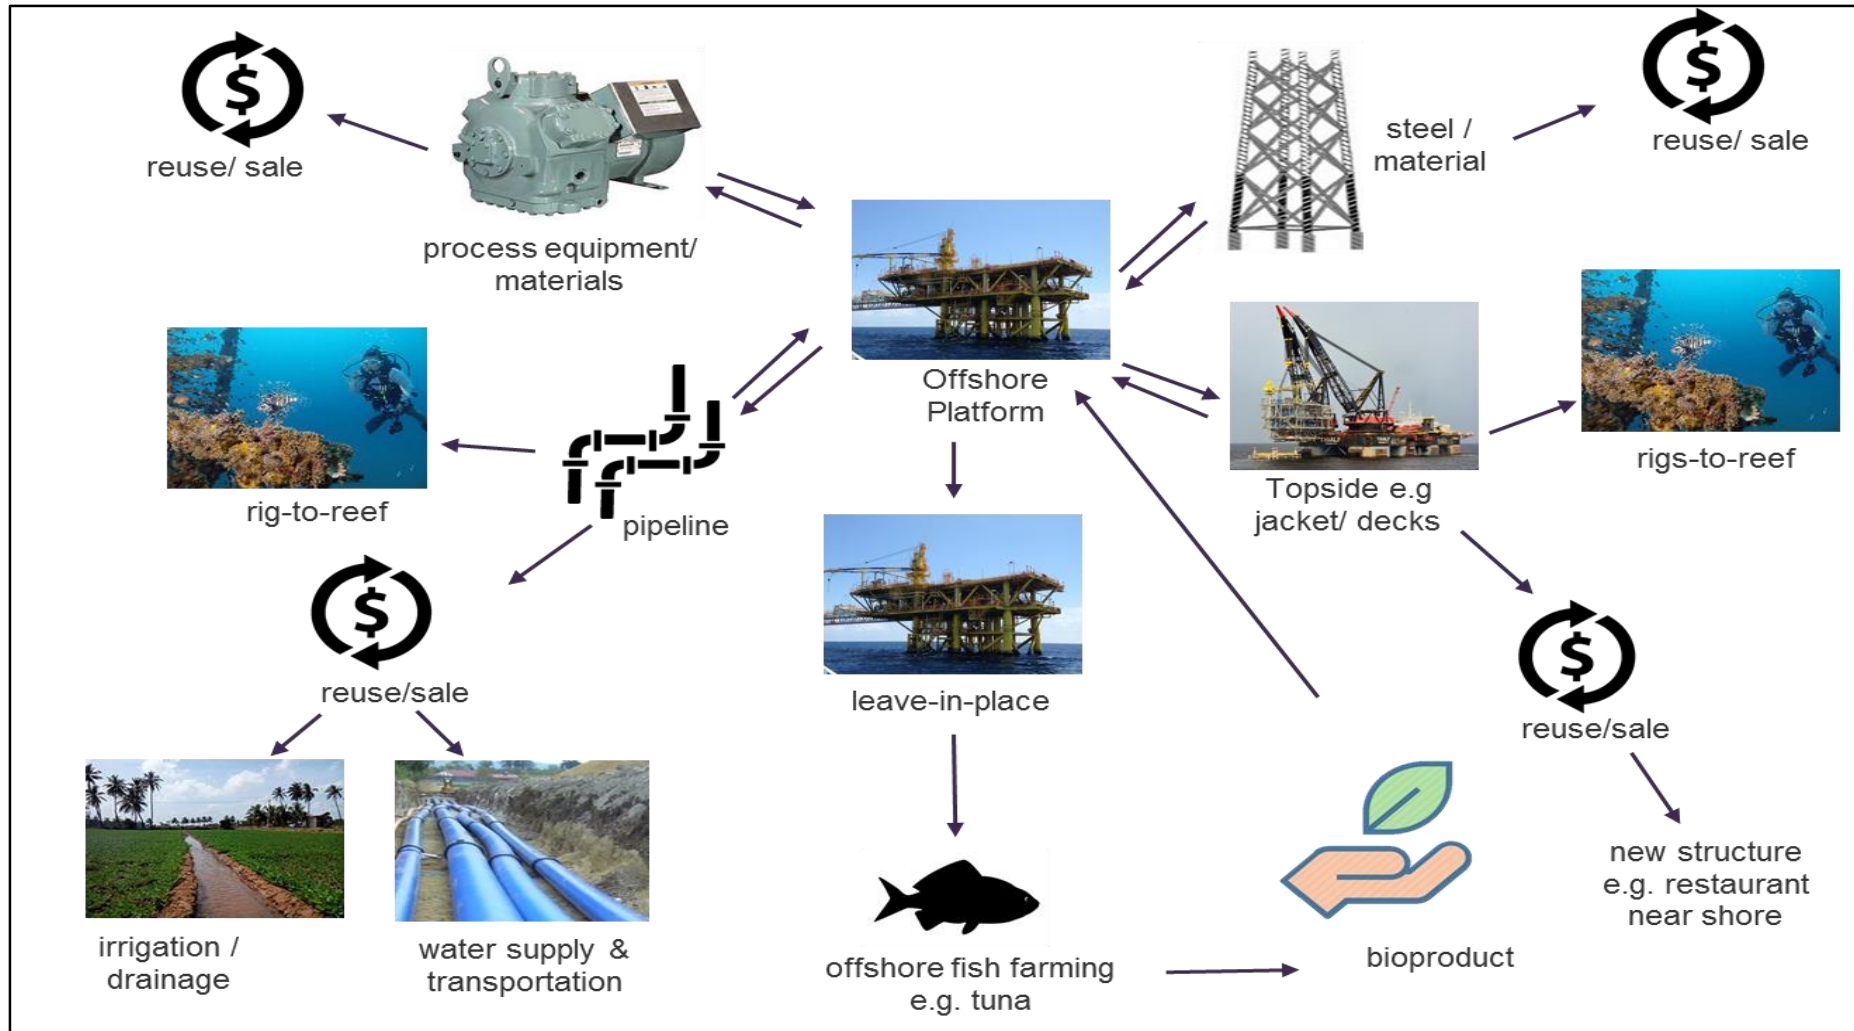 reuse/ sale
process equipment/
materials
steel /
material
reuse/ sale
Offshore
Platform
rig-to-reef
pipeline
Topside e.g
jacket/ decks
rigs-to-reef
reuse/sale
leave-in-place
reuse/sale
irrigation /
drainage
water supply &
transportation
offshore fish farming
e.g. tuna
bioproduct
new structure
e.g. restaurant
near shore